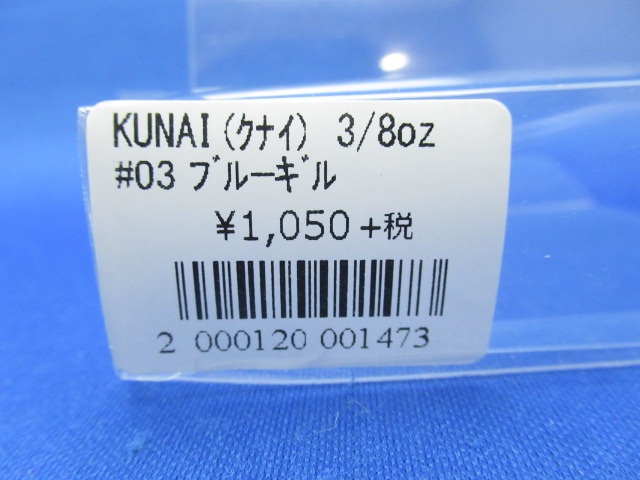 KUNAI(ｸﾅｲ) 3/8oz
#03 ﾌﾞﾙｰｷﾞﾙ
¥1,050+税
2 000120 001473